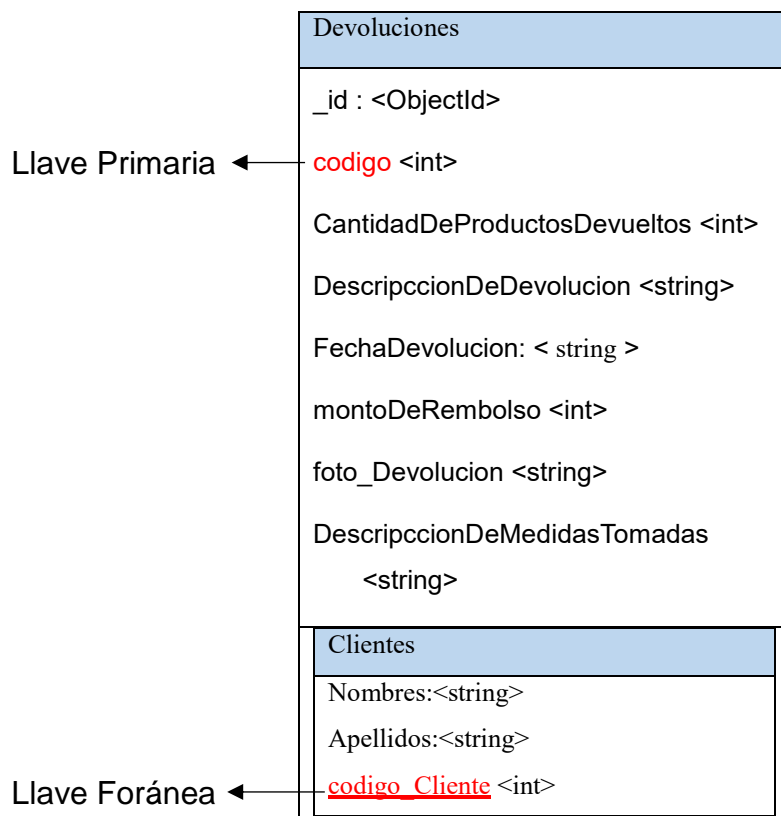 Devoluciones
_id : <ObjectId>
Llave Primaria
codigo <int>
CantidadDeProductosDevueltos <int>
DescripccionDeDevolucion <string>
FechaDevolucion: < string >
montoDeRembolso <int>
foto_Devolucion <string>
DescripccionDeMedidasTomadas
<string>
Clientes
Nombres:<string>
Apellidos:<string>
Llave Foránea
codigo_Cliente <int>